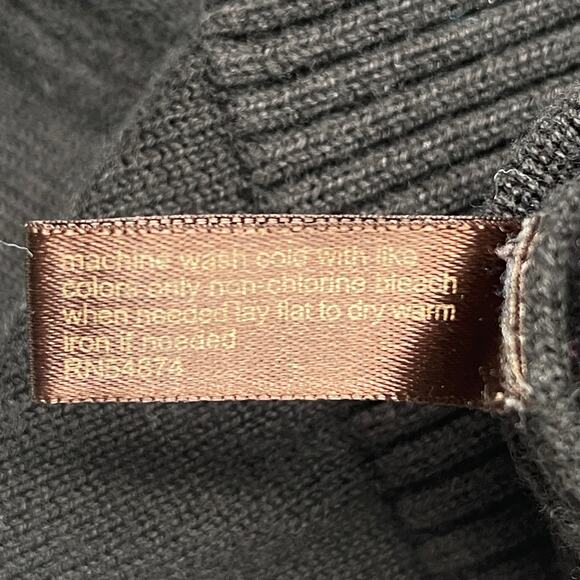 machine wash cold with like
colors only non-chlorine bleach
when needed lay flat to dry warm
iron if needed
RN54874